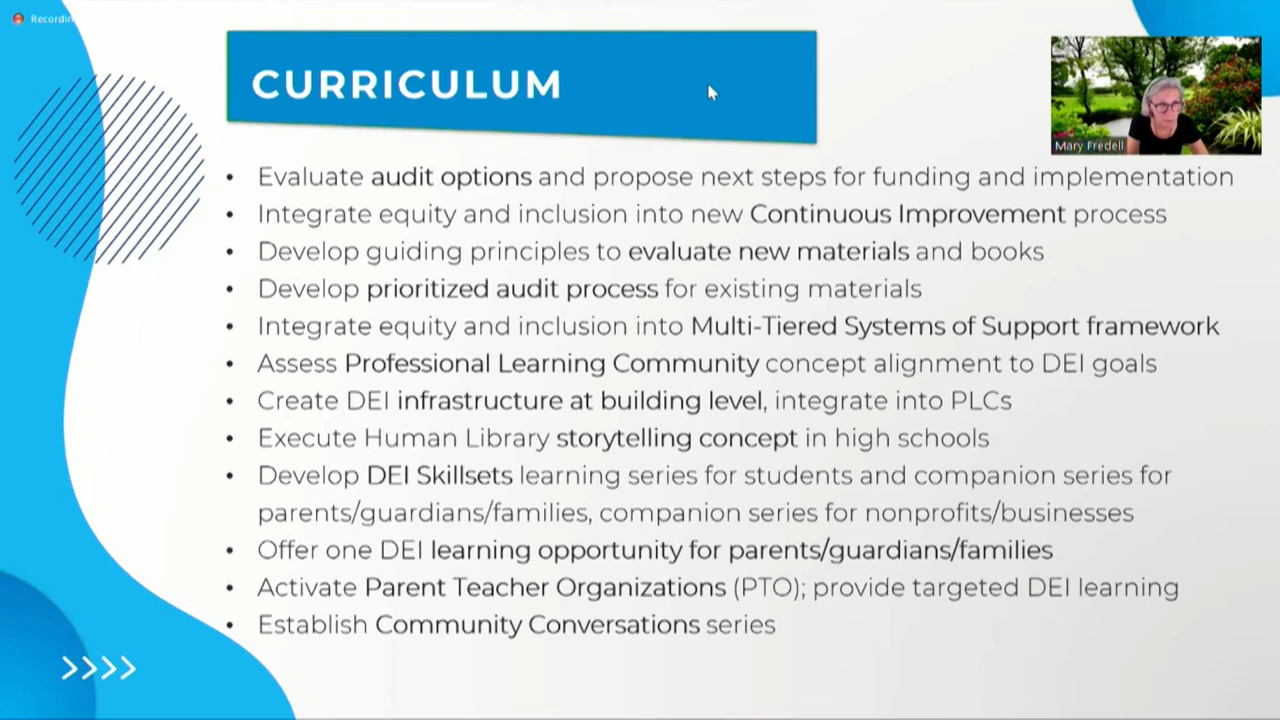 Recordin
CURRICULUM
Mary Fredell
• Evaluate audit options and propose next steps for funding and implementation
• Integrate equity and inclusion into new Continuous Improvement process
• Develop guiding principles to evaluate new materials and books
• Develop prioritized audit process for existing materials
• Integrate equity and inclusion into Multi-Tiered Systems of Support framework
• Assess Professional Learning Community concept alignment to DEI goals
• Create DEI infrastructure at building level, integrate into PLCs
• Execute Human Library storytelling concept in high schools
• Develop DEI Skillsets learning series for students and companion series for
parents/guardians/families, companion series for nonprofits/businesses
• Offer one DEI learning opportunity for parents/guardians/families
• Activate Parent Teacher Organizations (PTO); provide targeted DEI learning
• Establish Community Conversations series